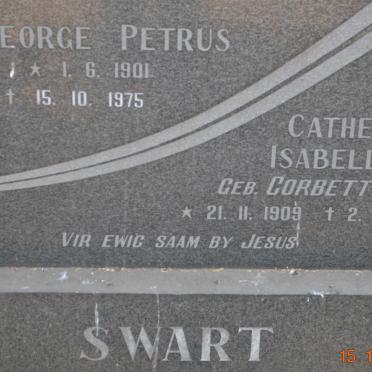 EORGE PETRUS
* 1. 6. 1901
† 15. 10. 1975
CATHE
ISABELL
GEB. CORBETT
* 21. 11. 1909 † 2.
VIR EWIG SAAM BY JESUS
SWART
15.1